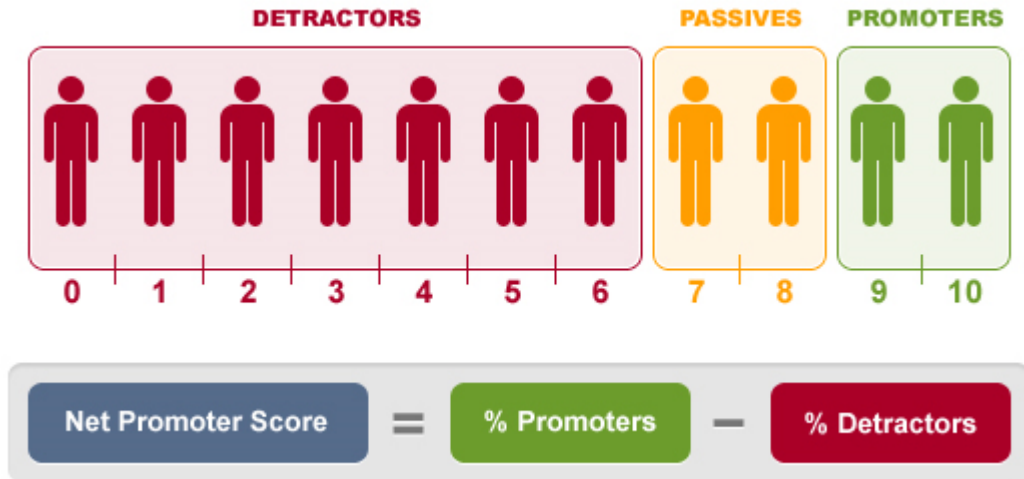 DETRACTORS PASSIVES PROMOTERS
0 1 2 3 4 5 6 7 8 9 10
Net Promoter Score = % Promoters – % Detractors